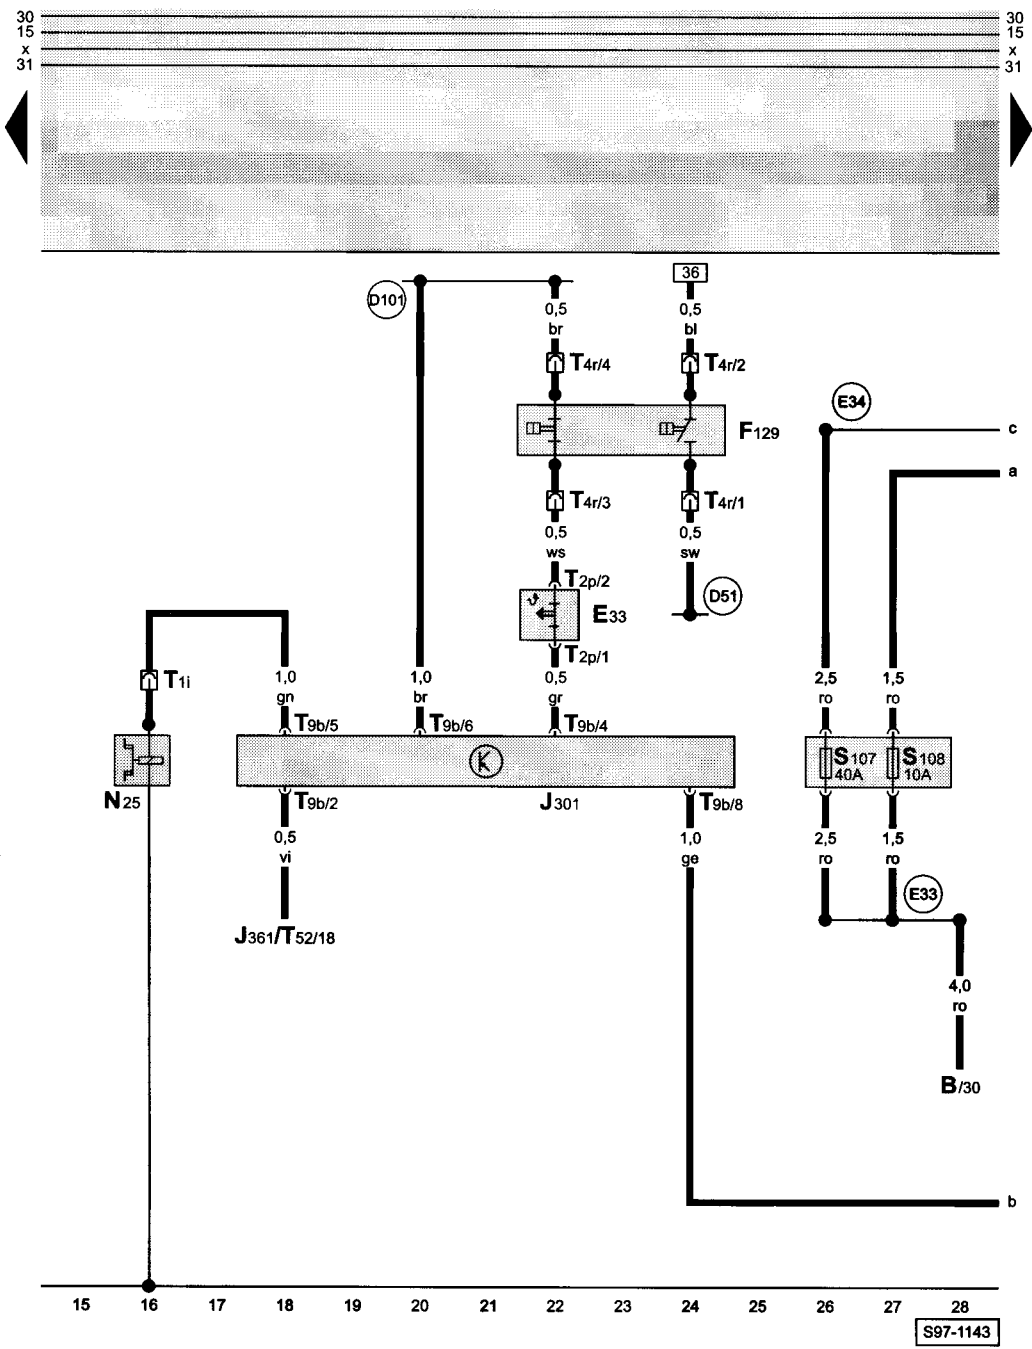 30 30
15 15
x x
31 31
36
D101
0,5 0,5
br bl
T4r/4 T4r/2
E34
F129
c
a
T4r/3 T4r/1
0,5 0,5
ws sw
T2p/2
D51
E33
T2p/1
T1i
1,0 1,0 0,5 2,5 1,5
gn br gr ro ro
T9b/5 T9b/6 T9b/4
S107 S108
40A 10A
N25
T9b/2 J301 T9b/8
0,5 1,0 2,5 1,5
vi ge ro ro
E33
J361/T52/18
4,0
ro
B/30
b
15 16 17 18 19 20 21 22 23 24 25 26 27 28
S97-1143